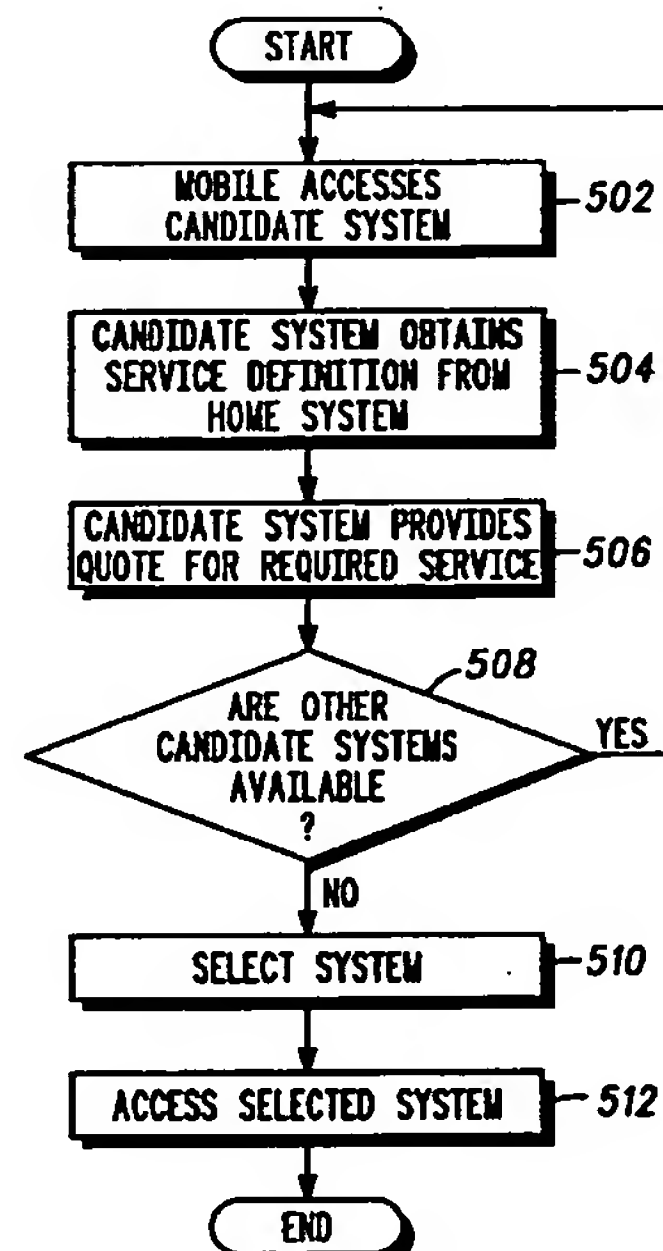 START
MOBILE ACCESSES
CANDIDATE SYSTEM
502
CANDIDATE SYSTEM OBTAINS
SERVICE DEFINITION FROM
HOME SYSTEM
504
CANDIDATE SYSTEM PROVIDES
QUOTE FOR REQUIRED SERVICE
506
508
ARE OTHER
CANDIDATE SYSTEMS
AVAILABLE
?
YES
NO
SELECT SYSTEM
510
ACCESS SELECTED SYSTEM
512
END